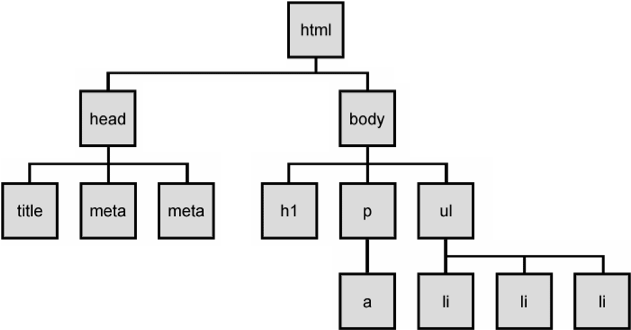 html
head body
title meta meta h1 p ul
a li li li